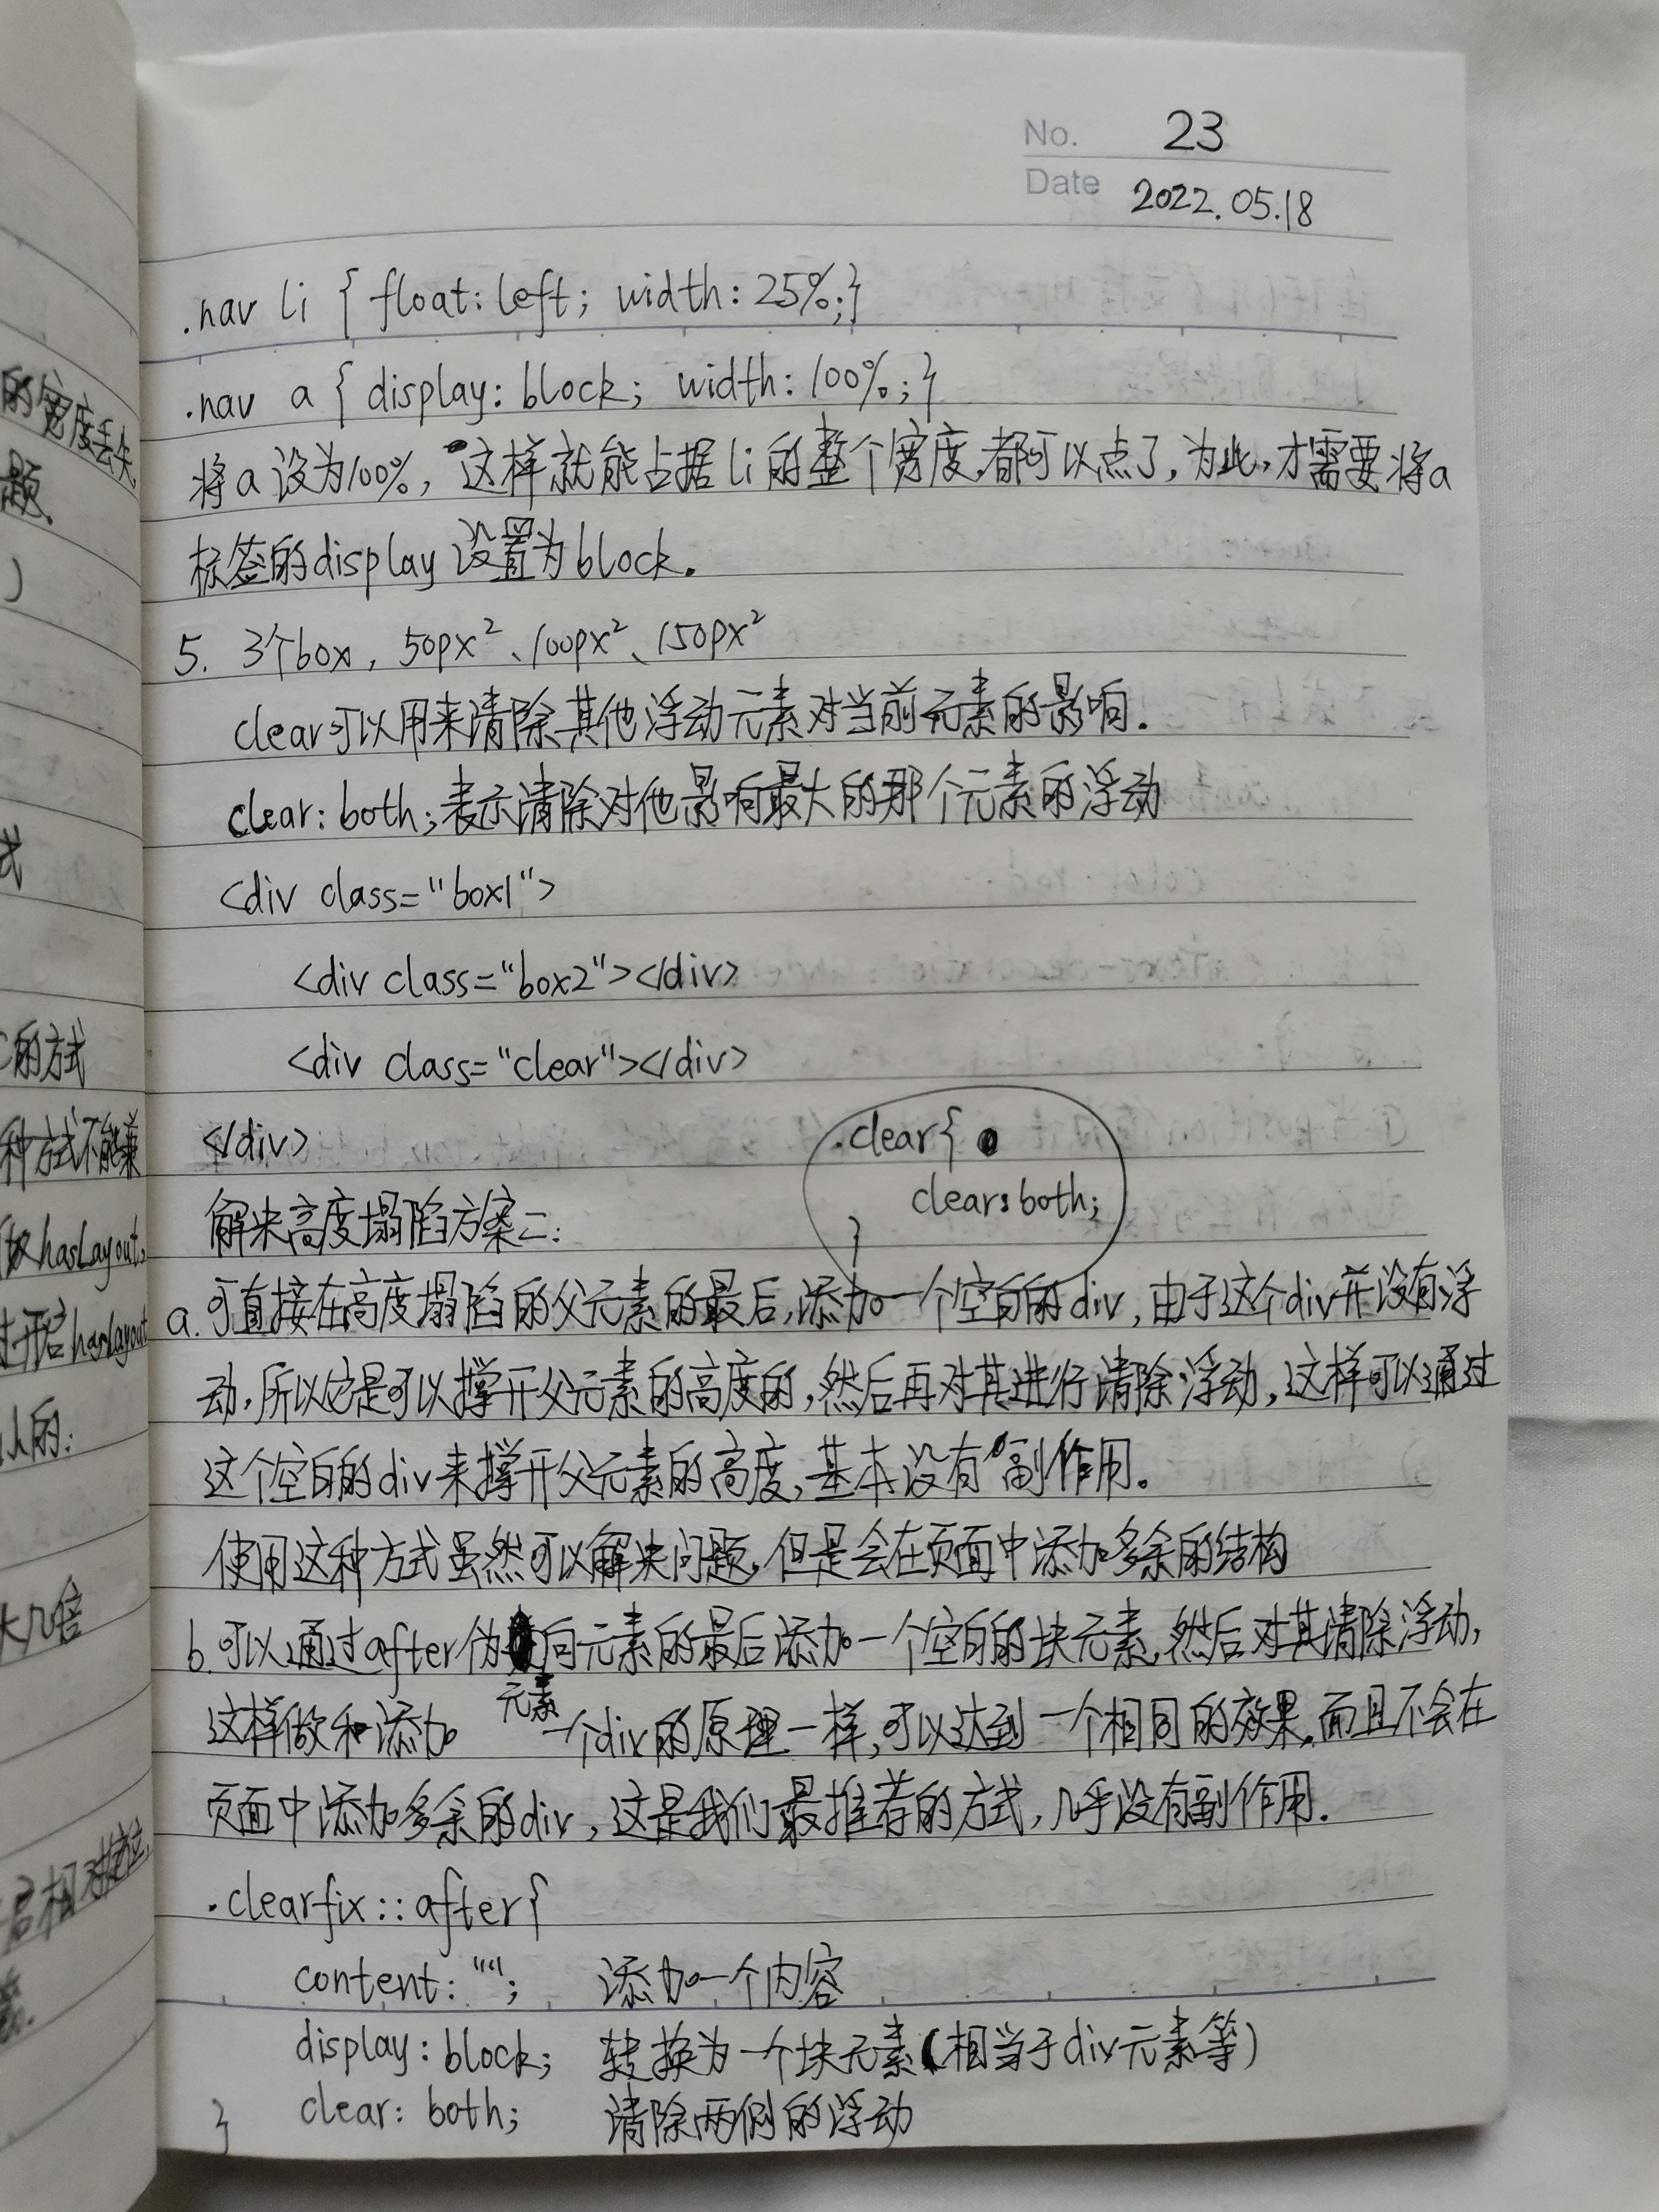 No. 23
Date 2022.05.18
.nav li { float: left; width: 25%;}
.nav a { display: block; width: 100%;}
将a设为100%,这样就能占据li的整个宽度,都可以点了,为此,才需要将a
标签的display设置为block.
5. 3个box, 50px²、100px²、150px²
clear可以用来清除其他浮动元素对当前元素的影响.
clear: both;表示清除对他影响最大的那个元素的浮动
<div class="box1">
<div class="box2"></div>
<div class="clear"></div>
</div>
.clear{
clear: both;
}
解决高度塌陷方案二:
a.可直接在高度塌陷的父元素的最后,添加一个空白的div,由于这个div并没有浮
动,所以它是可以撑开父元素的高度的,然后再对其进行清除浮动,这样可以通过
这个空白的div来撑开父元素的高度,基本没有副作用。
使用这种方式虽然可以解决问题,但是会在页面中添加多余的结构
b.可以通过after伪元素向元素的最后添加一个空白的块元素,然后对其清除浮动,
这样做和添加一个div的原理一样,可以达到一个相同的效果,而且不会在
页面中添加多余的div,这是我们最推荐的方式,几乎没有副作用.
.clearfix::after{
content: ""; 添加一个内容
display: block; 转换为一个块元素(相当于div元素等)
clear: both; 清除两侧的浮动
}
的宽度丢失
题.
)
式
的方式
种方式不能兼
hasLayout,
开启hasLayout
认的:
大几倍
启相对定位,